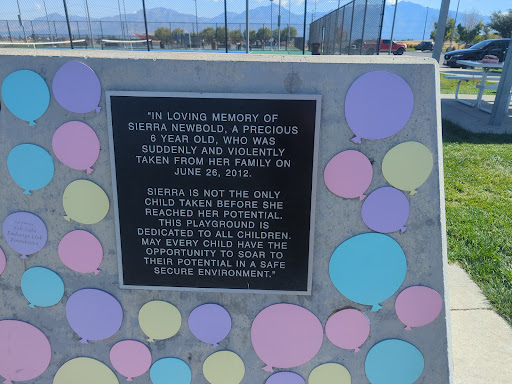 "IN LOVING MEMORY OF
SIERRA NEWBOLD, A PRECIOUS
6 YEAR OLD, WHO WAS
SUDDENLY AND VIOLENTLY
TAKEN FROM HER FAMILY ON
JUNE 26, 2012.
SIERRA IS NOT THE ONLY
CHILD TAKEN BEFORE SHE
REACHED HER POTENTIAL.
THIS PLAYGROUND IS
DEDICATED TO ALL CHILDREN.
MAY EVERY CHILD HAVE THE
OPPORTUNITY TO SOAR TO
THEIR POTENTIAL IN A SAFE
SECURE ENVIRONMENT."